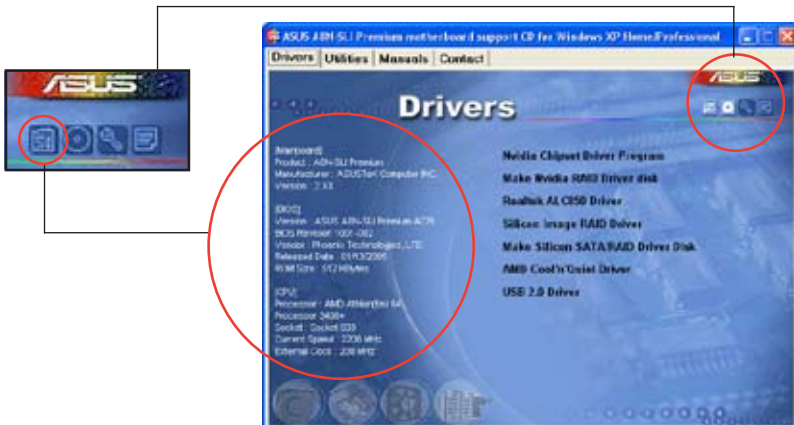 ASUS
ASUS A8N-SLI Premium motherboard support CD for Windows XP Home/Professional
Drivers Utilities Manuals Contact
ASUS
Drivers
[Motherboard]
Product : A8N-SLI Premium
Manufacturer : ASUSTeK Computer INC.
Version : 2.XX
[BIOS]
Version : ASUS A8N-SLI Premium
BIOS Revision : 1001-002
Vendor : Phoenix Technologies, LTD
Released Date : 01/13/2005
ROM Size : 512 KBytes
[CPU]
Processor : AMD Athlon(tm) 64
Processor 3400+
Socket : Socket 939
Current Speed : 2200 MHz
External Clock : 200 MHz
Nvidia Chipset Driver Program
Make Nvidia RAID Driver disk
Realtek ALC850 Driver
Silicon Image RAID Driver
Make Silicon SATA RAID Driver Disk
AMD Cool'n'Quiet Driver
USB 2.0 Driver